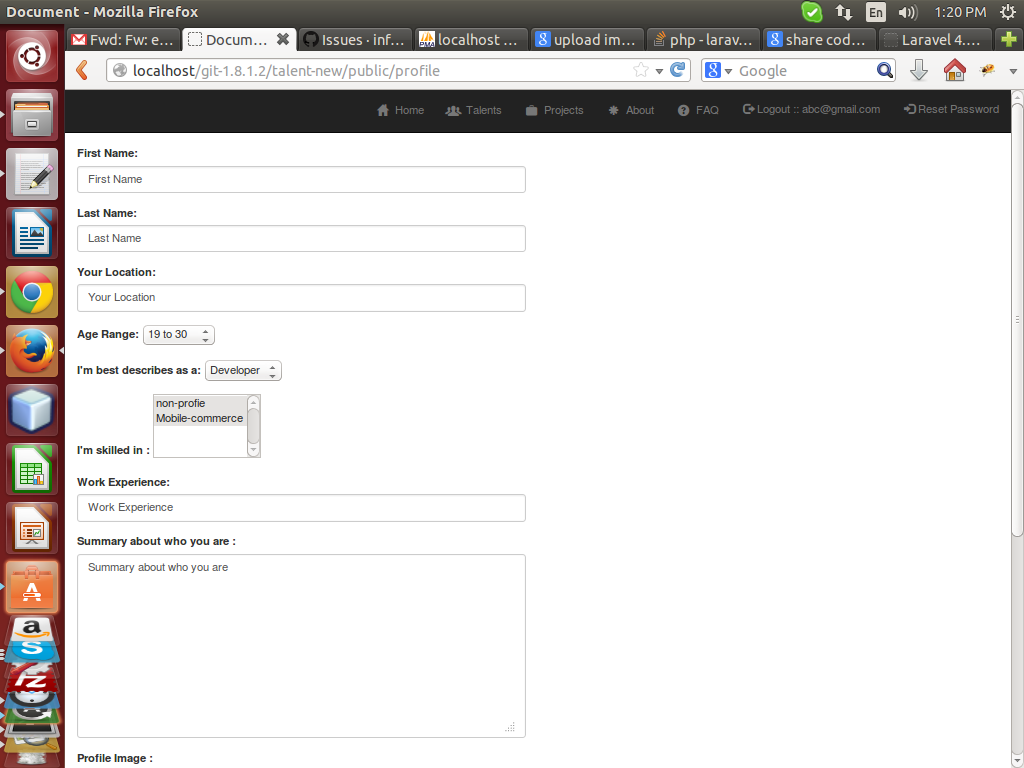 Document - Mozilla Firefox
En
1:20 PM
Fwd: Fw: e...
Docum...
Issues · inf...
localhost ...
upload im...
php - larav...
share cod...
Laravel 4....
localhost/git-1.8.1.2/talent-new/public/profile
Google
Home
Talents
Projects
About
FAQ
Logout :: abc@gmail.com
Reset Password
First Name:
First Name
Last Name:
Last Name
Your Location:
Your Location
Age Range: 19 to 30
I'm best describes as a: Developer
non-profie
Mobile-commerce
I'm skilled in :
Work Experience:
Work Experience
Summary about who you are :
Summary about who you are
Profile Image :